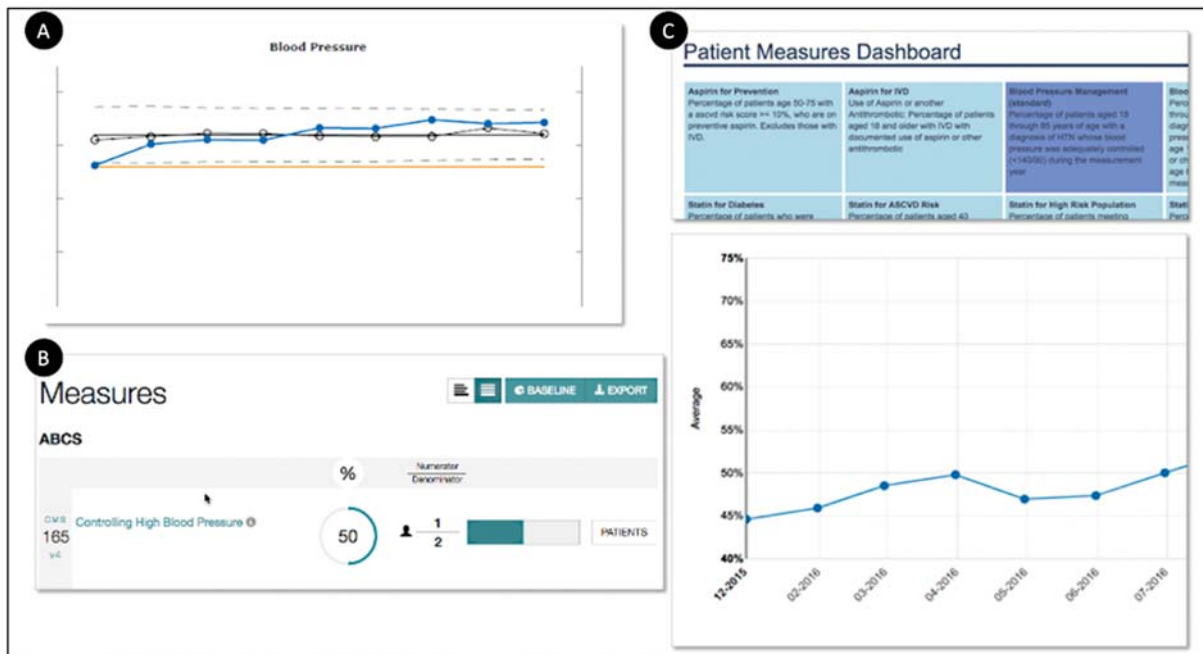 A
Blood Pressure
B
Measures
BASELINE
EXPORT
ABCS
%
Numerator
Denominator
CMS
165
v4
Controlling High Blood Pressure
50
1
2
PATIENTS
C
Patient Measures Dashboard
Aspirin for Prevention
Percentage of patients age 50-75 with
a ascvd risk score >= 10%, who are on
preventive aspirin. Excludes those with
IVD.
Aspirin for IVD
Use of Aspirin or another
Antithrombotic: Percentage of patients
aged 18 and older with IVD with
documented use of aspirin or other
antithrombotic
Blood Pressure Management
(standard)
Percentage of patients aged 18
through 85 years of age with a
diagnosis of HTN whose blood
pressure was adequately controlled
(<140/90) during the measurement
year
Statin for Diabetes
Percentage of patients who were
Statin for ASCVD Risk
Percentage of patients aged 40
Statin for High Risk Population
Percentage of patients meeting
75%
70%
65%
60%
55%
50%
45%
40%
Average
12-2015
02-2016
03-2016
04-2016
05-2016
06-2016
07-2016